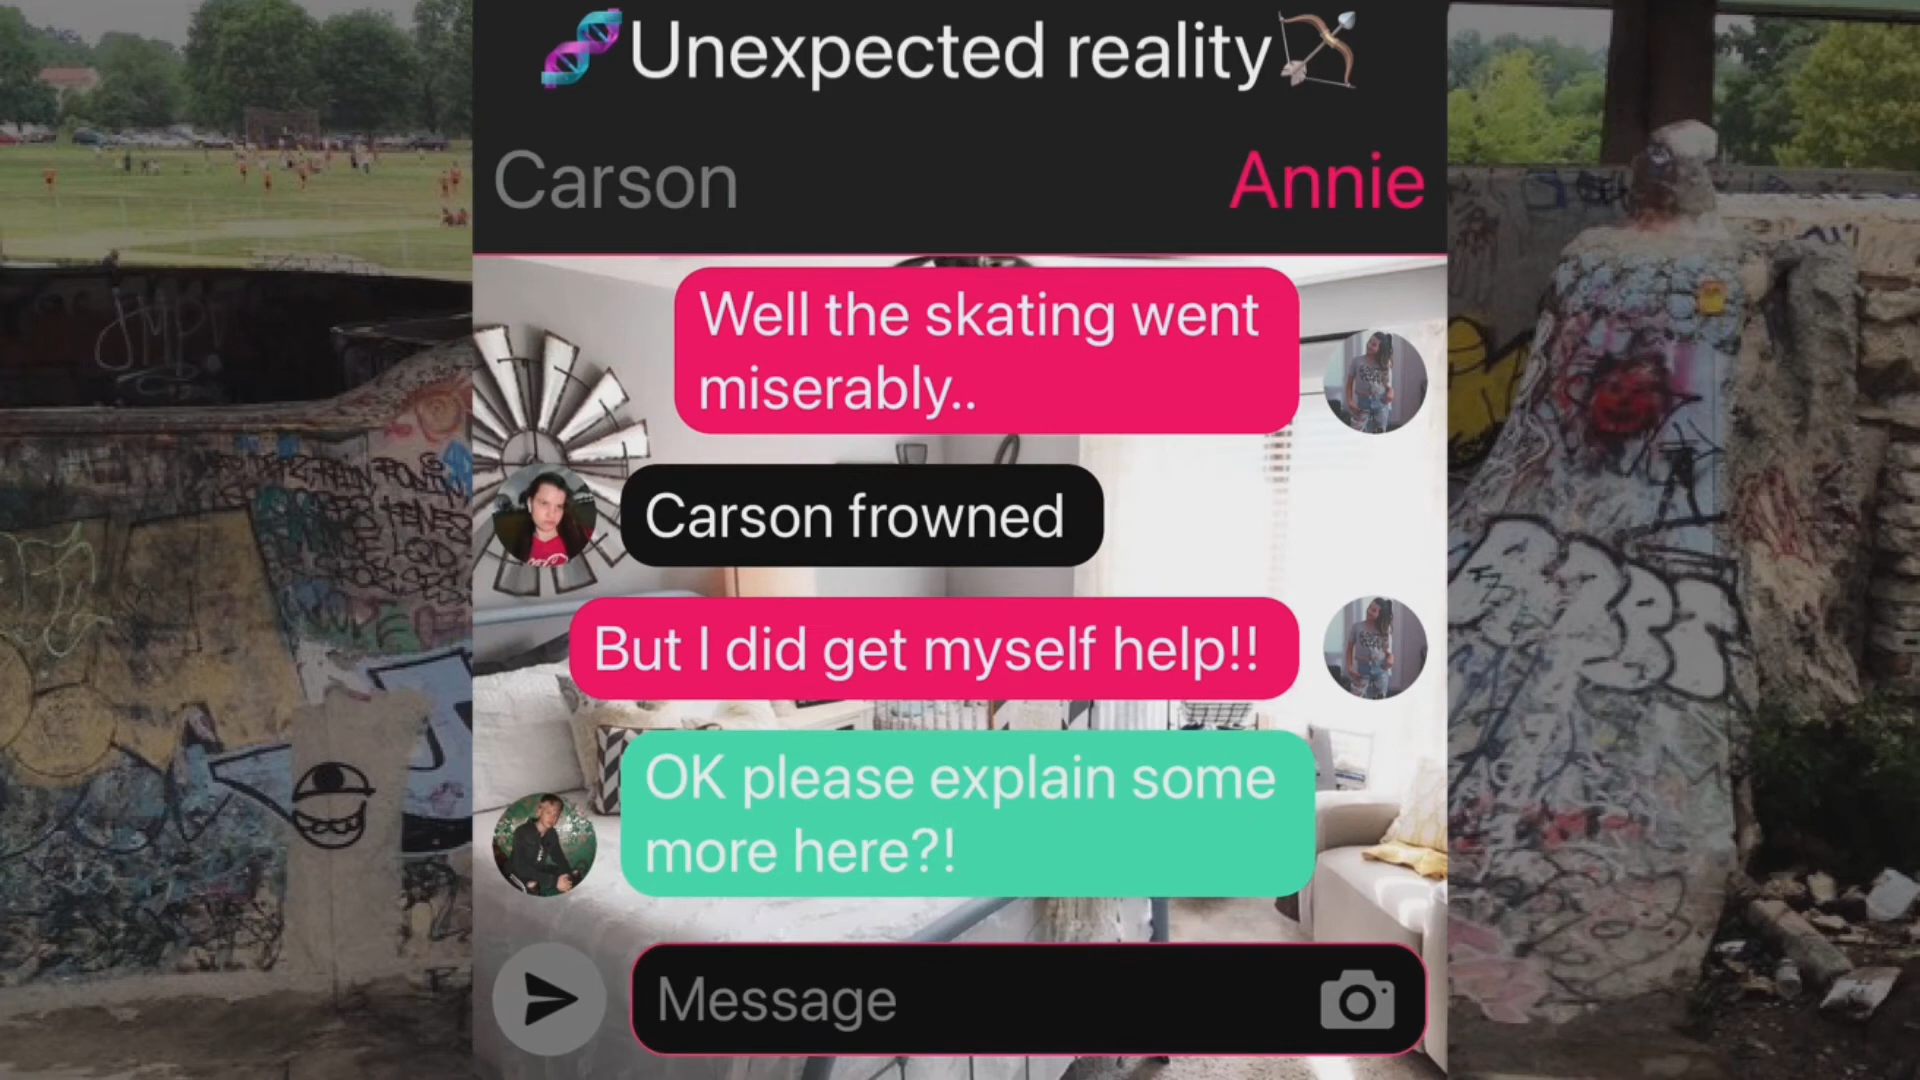 🧬Unexpected reality🏹
Carson
Annie
Well the skating went
miserably..
Carson frowned
But I did get myself help!!
OK please explain some
more here?!
Message